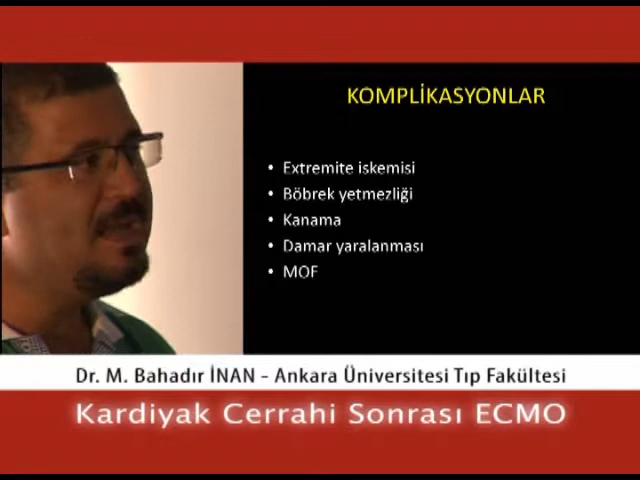 KOMPLİKASYONLAR
• Extremite iskemisi
• Böbrek yetmezliği
• Kanama
• Damar yaralanması
• MOF
Dr. M. Bahadır İNAN - Ankara Üniversitesi Tıp Fakültesi
Kardiyak Cerrahi Sonrası ECMO